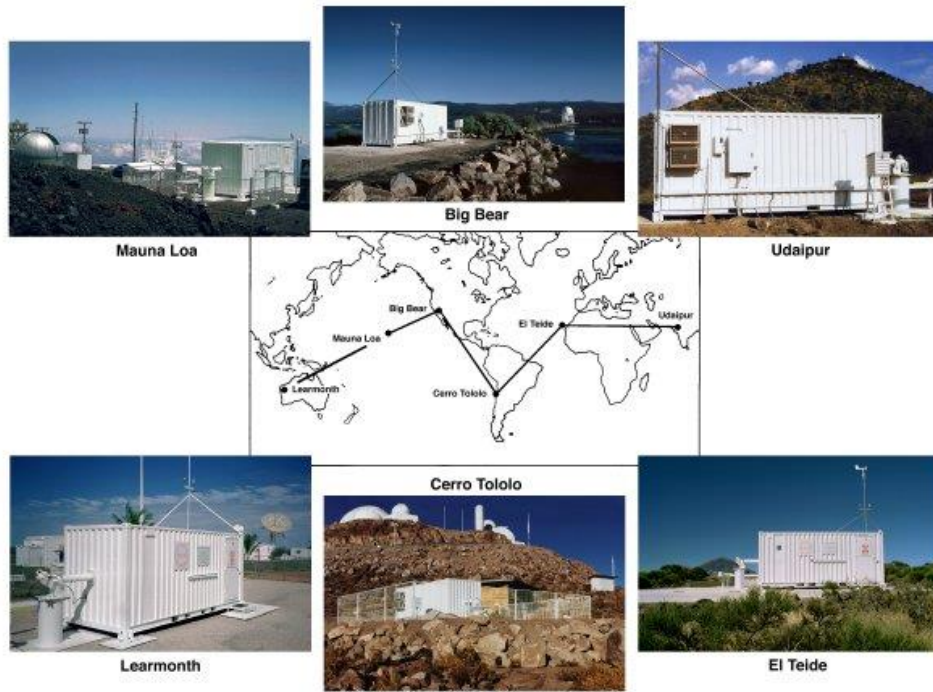 Big Bear
Mauna Loa
Udaipur
Big Bear
Mauna Loa
Learmonth
El Teide
Udaipur
Cerro Tololo
Cerro Tololo
Learmonth
El Teide